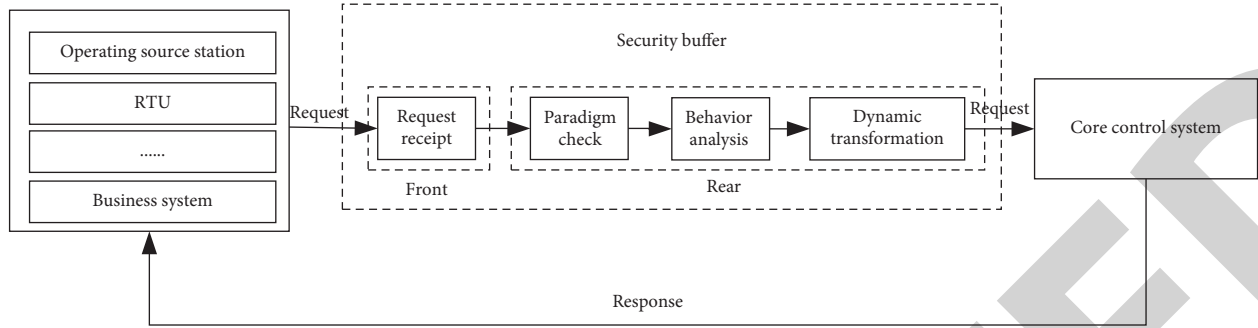 Operating source station
RTU
......
Business system
Request
Security buffer
Request
receipt
Front
Paradigm
check
Behavior
analysis
Dynamic
transformation
Rear
Request
Core control system
Response